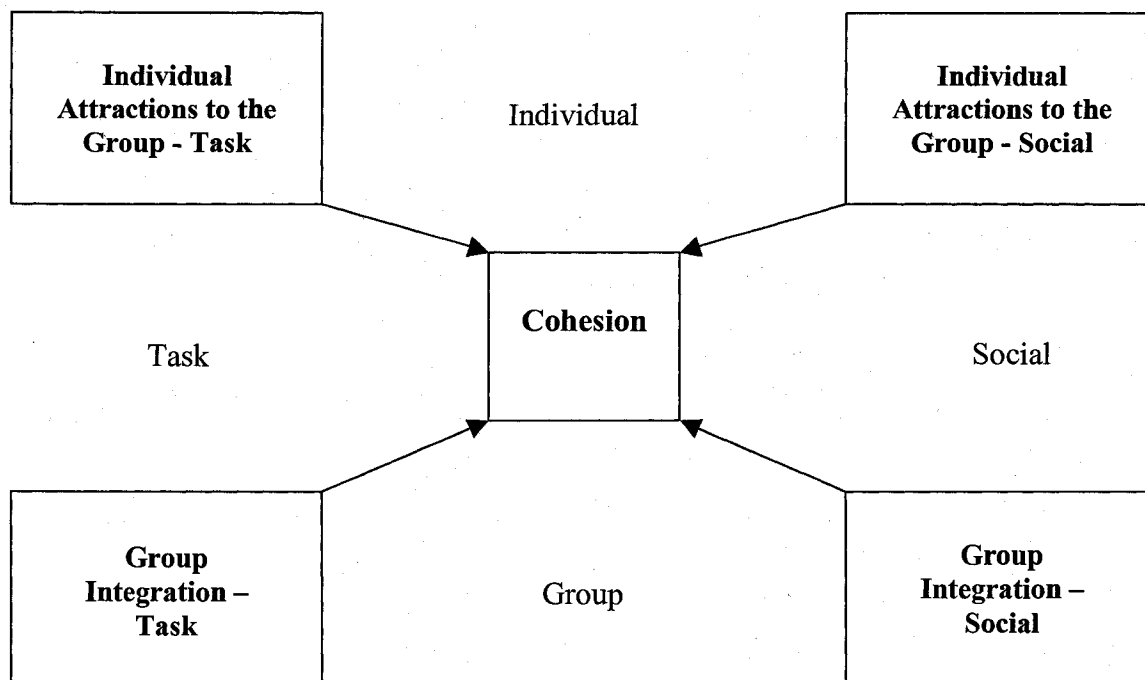 Individual
Attractions to the
Group - Task
Individual
Individual
Attractions to the
Group - Social
Cohesion
Task
Social
Group
Integration –
Task
Group
Group
Integration –
Social